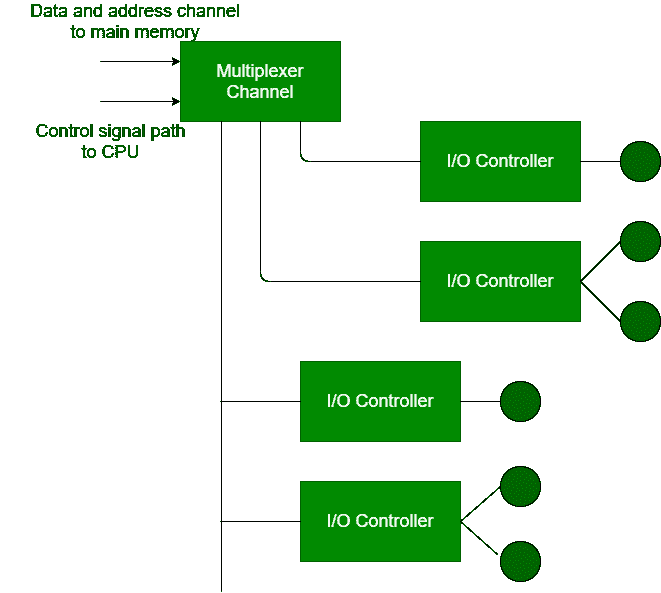 Data and address channel
to main memory
Multiplexer
Channel
Control signal path
to CPU
I/O Controller
I/O Controller
I/O Controller
I/O Controller